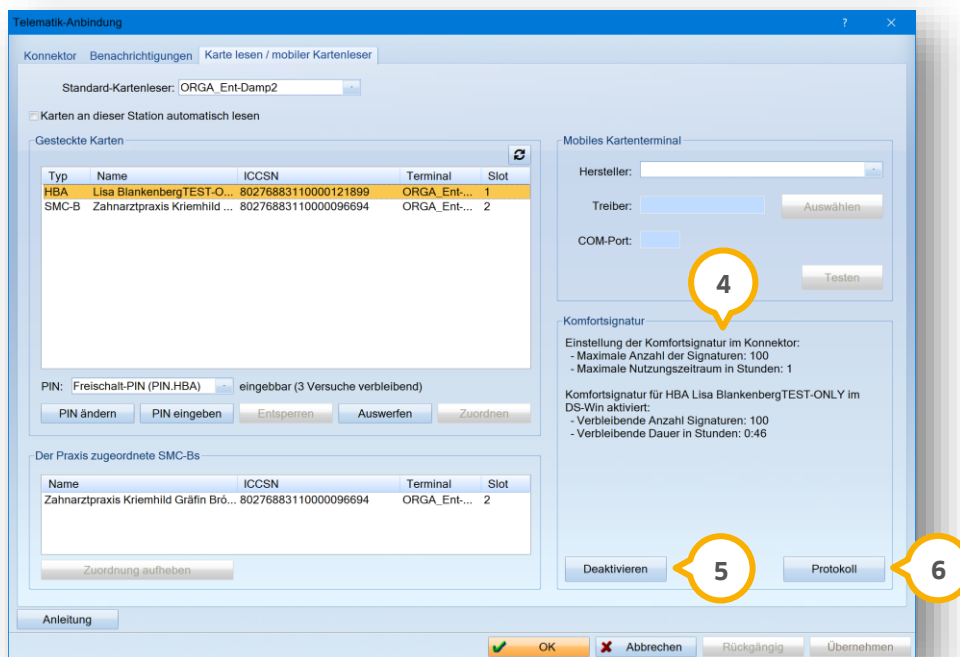 Telematik-Anbindung ? ×
Konnektor Benachrichtigungen Karte lesen / mobiler Kartenleser
Standard-Kartenleser: ORGA_Ent-Damp2
Karten an dieser Station automatisch lesen
Gesteckte Karten
Typ Name ICCSN Terminal Slot
HBA Lisa BlankenbergTEST-O... 80276883110000121899 ORGA_Ent-... 1
SMC-B Zahnarztpraxis Kriemhild ... 80276883110000096694 ORGA_Ent-... 2
PIN: Freischalt-PIN (PIN.HBA) eingebbar (3 Versuche verbleibend)
PIN ändern PIN eingeben Entsperren Auswerfen Zuordnen
Der Praxis zugeordnete SMC-Bs
Name ICCSN Terminal Slot
Zahnarztpraxis Kriemhild Gräfin Bró... 80276883110000096694 ORGA_Ent-... 2
Zuordnung aufheben
Mobiles Kartenterminal
Hersteller:
Treiber: Auswählen
COM-Port:
Testen
4
Komfortsignatur
Einstellung der Komfortsignatur im Konnektor:
- Maximale Anzahl der Signaturen: 100
- Maximale Nutzungszeitraum in Stunden: 1
Komfortsignatur für HBA Lisa BlankenbergTEST-ONLY im
DS-Win aktiviert:
- Verbleibende Anzahl Signaturen: 100
- Verbleibende Dauer in Stunden: 0:46
Deaktivieren 5 Protokoll 6
Anleitung
OK Abbrechen Rückgängig Übernehmen